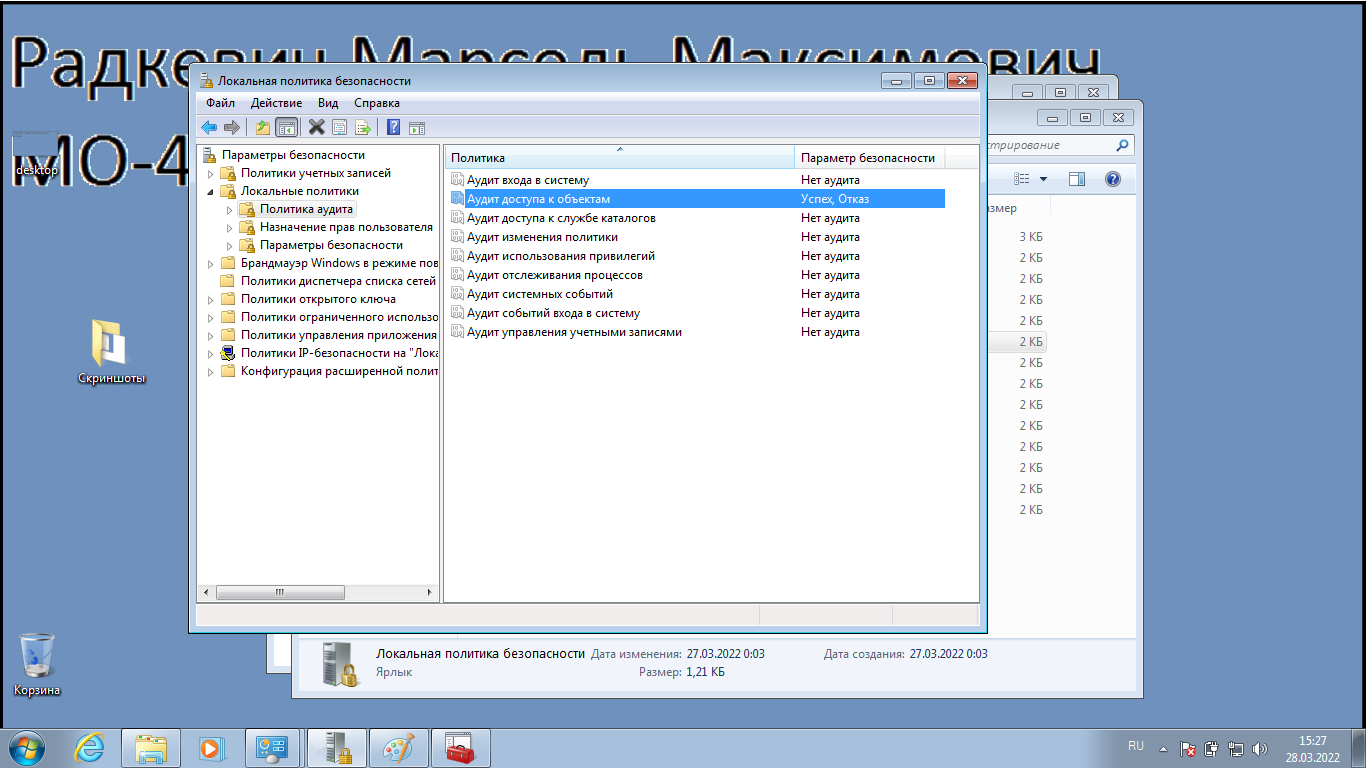 Радкевич Марсель Максимович
МО-4
desktop
Скриншоты
Корзина
Локальная политика безопасности
Файл Действие Вид Справка
Параметры безопасности
Политики учетных записей
Локальные политики
Политика аудита
Назначение прав пользователя
Параметры безопасности
Брандмауэр Windows в режиме пов
Политики диспетчера списка сетей
Политики открытого ключа
Политики ограниченного использо
Политики управления приложения
Политики IP-безопасности на "Лока
Конфигурация расширенной полит
Политика Параметр безопасности
Аудит входа в систему Нет аудита
Аудит доступа к объектам Успех, Отказ
Аудит доступа к службе каталогов Нет аудита
Аудит изменения политики Нет аудита
Аудит использования привилегий Нет аудита
Аудит отслеживания процессов Нет аудита
Аудит системных событий Нет аудита
Аудит событий входа в систему Нет аудита
Аудит управления учетными записями Нет аудита
стрирование
змер
3 КБ
2 КБ
2 КБ
2 КБ
2 КБ
2 КБ
2 КБ
2 КБ
2 КБ
2 КБ
2 КБ
2 КБ
2 КБ
2 КБ
Локальная политика безопасности Дата изменения: 27.03.2022 0:03 Дата создания: 27.03.2022 0:03
Ярлык Размер: 1,21 КБ
RU
15:27
28.03.2022